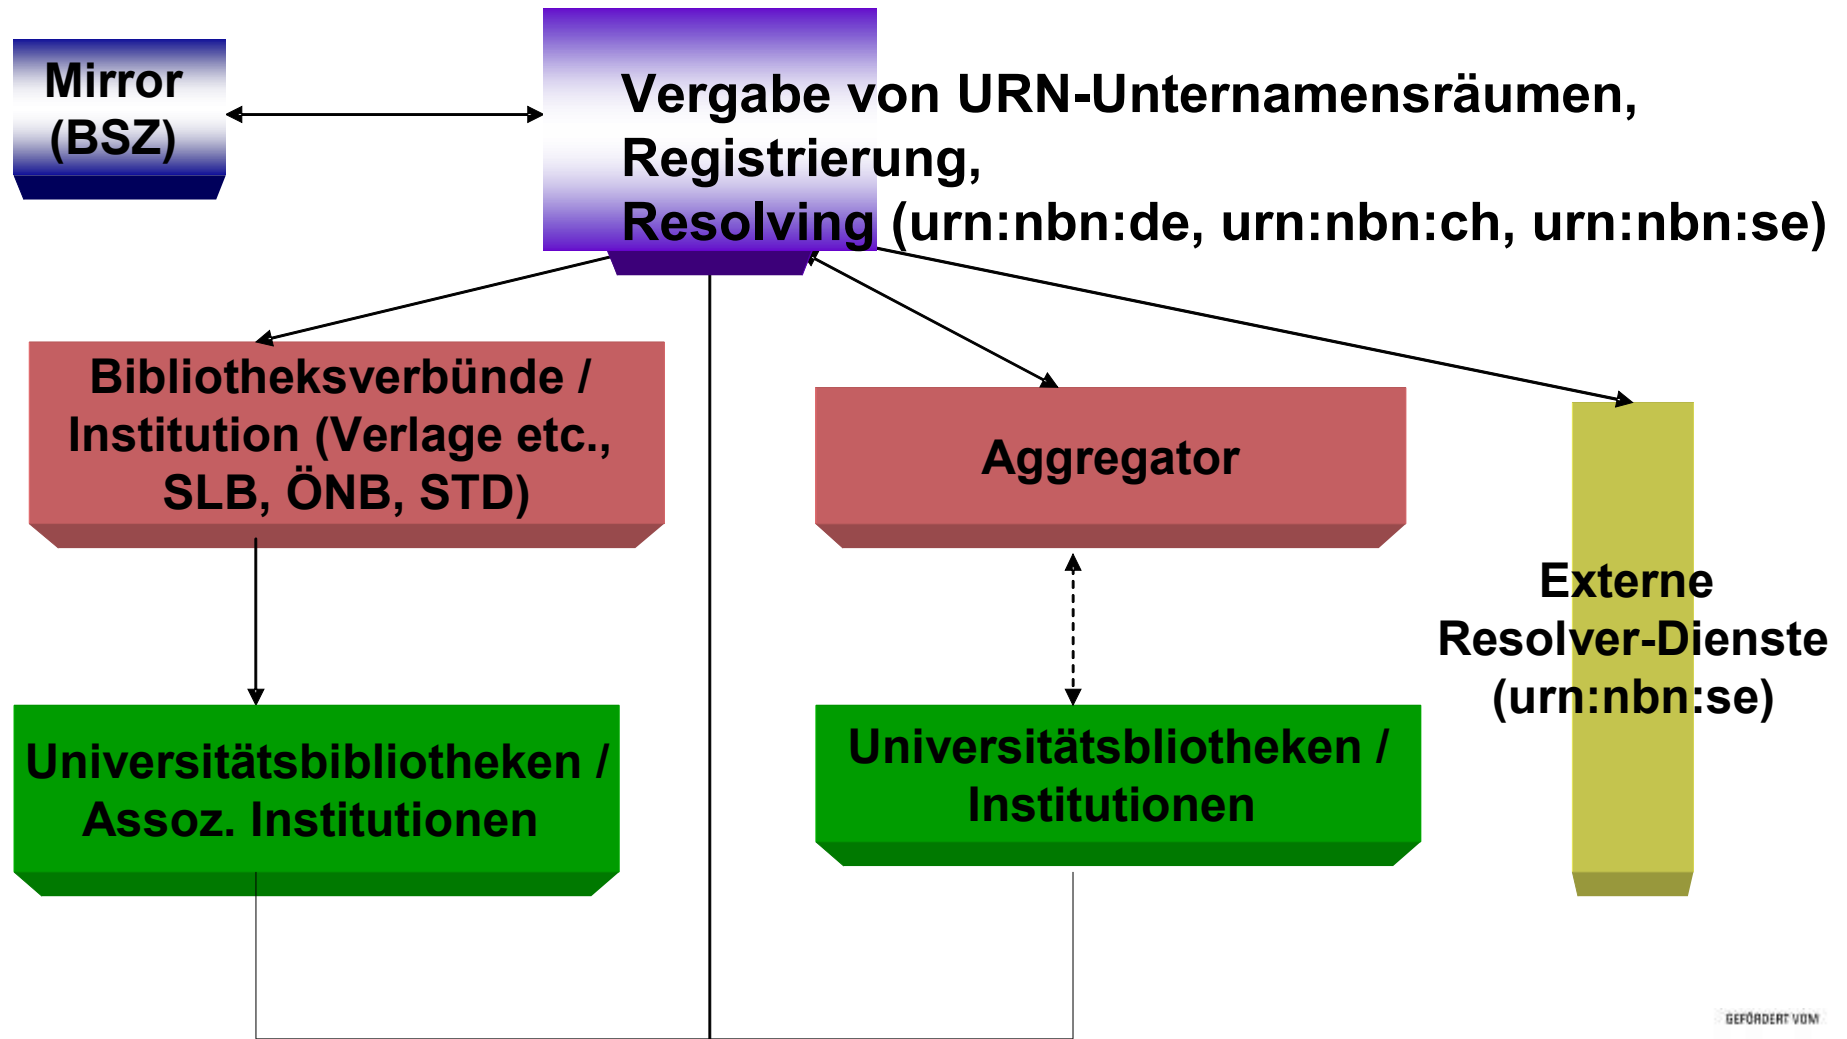 Mirror
(BSZ)
Vergabe von URN-Unternamensräumen,
Registrierung,
Resolving (urn:nbn:de, urn:nbn:ch, urn:nbn:se)
Bibliotheksverbünde /
Institution (Verlage etc.,
SLB, ÖNB, STD)
Aggregator
Externe
Resolver-Dienste
(urn:nbn:se)
Universitätsbibliotheken /
Assoz. Institutionen
Universitätsbliotheken /
Institutionen
GEFÖRDERT VOM